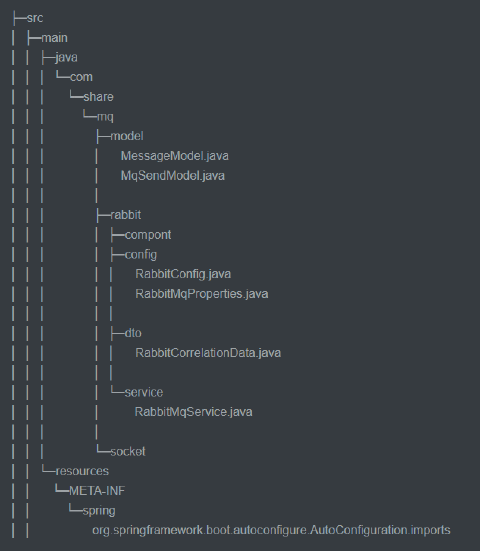 ├─src
│ ├─main
│ │ ├─java
│ │ │ └─com
│ │ │ └─share
│ │ │ └─mq
│ │ │ ├─model
│ │ │ │ MessageModel.java
│ │ │ │ MqSendModel.java
│ │ │ │
│ │ │ ├─rabbit
│ │ │ │ ├─compont
│ │ │ │ ├─config
│ │ │ │ │ RabbitConfig.java
│ │ │ │ │ RabbitMqProperties.java
│ │ │ │ │
│ │ │ │ ├─dto
│ │ │ │ │ RabbitCorrelationData.java
│ │ │ │ │
│ │ │ │ └─service
│ │ │ │ RabbitMqService.java
│ │ │ │
│ │ │ └─socket
│ │ └─resources
│ │ └─META-INF
│ │ └─spring
│ │ org.springframework.boot.autoconfigure.AutoConfiguration.imports